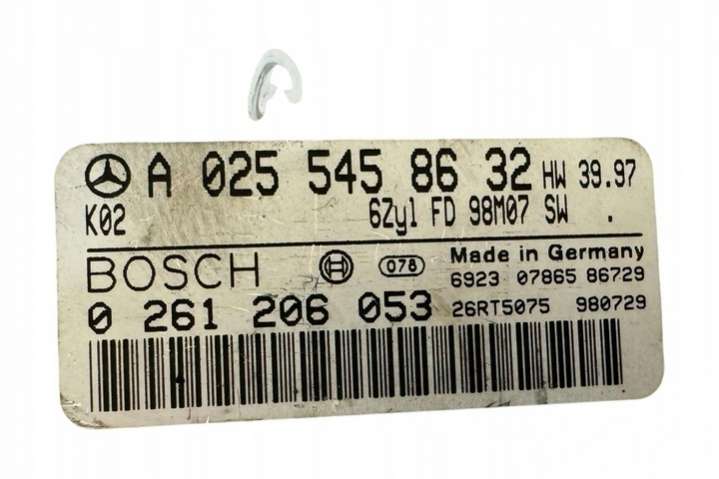 A 025 545 86 32 HW 39.97
K02 6Zyl FD 98M07 SW .
BOSCH 078 Made in Germany
6923 07865 86729
0 261 206 053 26RT5075 980729